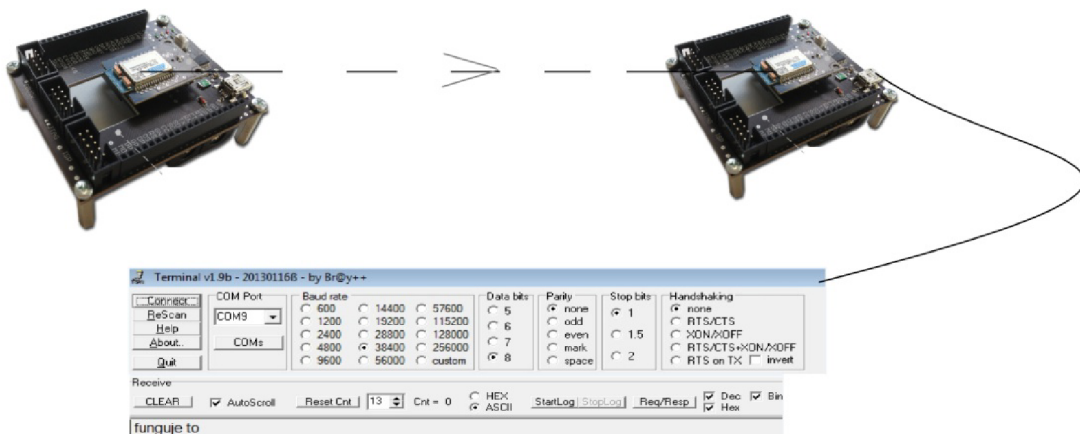 Terminal v1.9b - 20130116ß - by Br@y++
Connect
ReScan
Help
About..
Quit
COM Port
COM9
COMs
Baud rate
600 14400 57600
1200 19200 115200
2400 28800 128000
4800 38400 256000
9600 56000 custom
Data bits
5
6
7
8
Parity
none
odd
even
mark
space
Stop bits
1
1.5
2
Handshaking
none
RTS/CTS
XON/XOFF
RTS/CTS+XON/XOFF
RTS on TX invert
Receive
CLEAR AutoScroll Reset Cnt 13 Cnt = 0 HEX ASCII StartLog StopLog Req/Resp Dec Bin Hex
funguje to